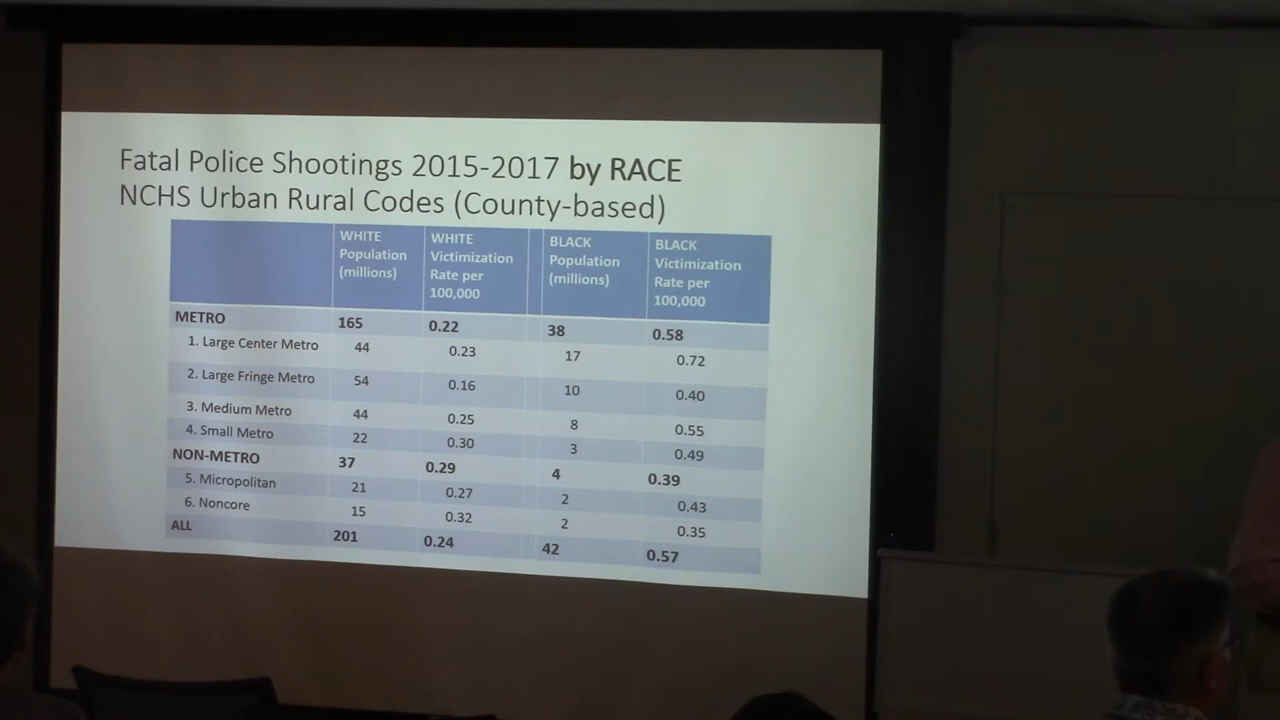 Fatal Police Shootings 2015-2017 by RACE
NCHS Urban Rural Codes (County-based)
WHITE Population (millions) WHITE Victimization Rate per 100,000 BLACK Population (millions) BLACK Victimization Rate per 100,000
METRO 165 0.22 38 0.58
1. Large Center Metro 44 0.23 17 0.72
2. Large Fringe Metro 54 0.16 10 0.40
3. Medium Metro 44 0.25 8 0.55
4. Small Metro 22 0.30 3 0.49
NON-METRO 37 0.29 4 0.39
5. Micropolitan 21 0.27 2 0.43
6. Noncore 15 0.32 2 0.35
ALL 201 0.24 42 0.57